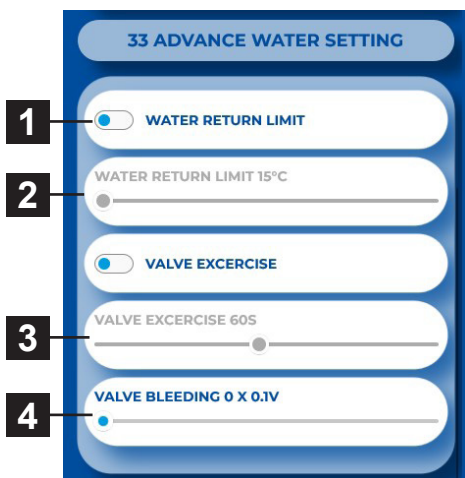 33 ADVANCE WATER SETTING
1
WATER RETURN LIMIT
2
WATER RETURN LIMIT 15°C
VALVE EXCERCISE
3
VALVE EXCERCISE 60S
4
VALVE BLEEDING 0 X 0.1V